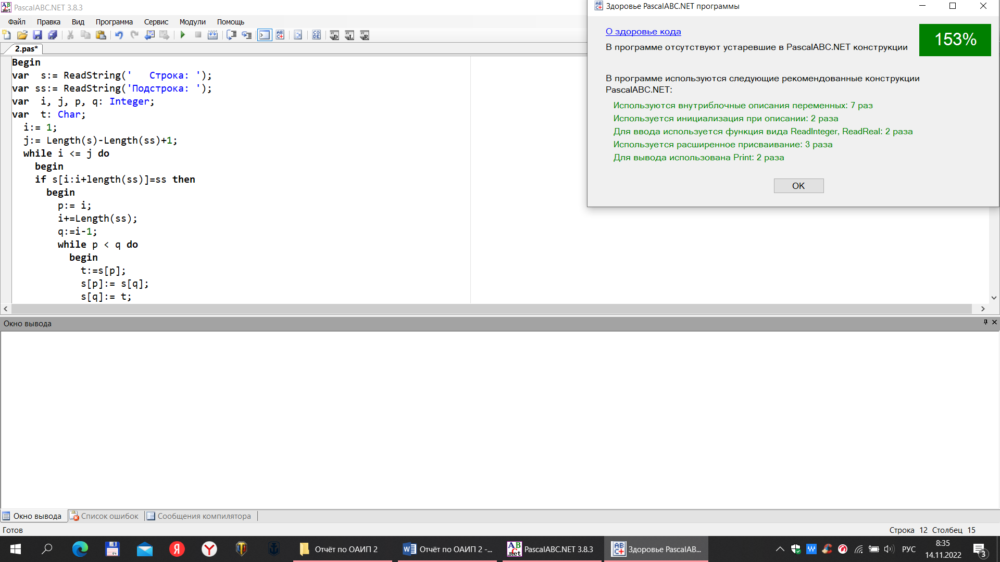 PascalABC.NET 3.8.3
Файл Правка Вид Программа Сервис Модули Помощь
2.pas*
Begin
var  s:= ReadString('   Строка: ');
var ss:= ReadString('Подстрока: ');
var  i, j, p, q: Integer;
var  t: Char;
  i:= 1;
  j:= Length(s)-Length(ss)+1;
  while i <= j do
    begin
    if s[i:i+length(ss)]=ss then
      begin
        p:= i;
        i+=Length(ss);
        q:=i-1;
        while p < q do
          begin
            t:=s[p];
            s[p]:= s[q];
            s[q]:= t;
Здоровье PascalABC.NET программы
О здоровье кода
153%
В программе отсутствуют устаревшие в PascalABC.NET конструкции
В программе используются следующие рекомендованные конструкции
PascalABC.NET:
Используются внутриблочные описания переменных: 7 раз
Используется инициализация при описании: 2 раза
Для ввода используется функция вида ReadInteger, ReadReal: 2 раза
Используется расширенное присваивание: 3 раза
Для вывода использована Print: 2 раза
OK
Окно вывода
Окно вывода Список ошибок Сообщения компилятора
Готов
Строка 12 Столбец 15
Отчёт по ОАИП 2
Отчёт по ОАИП 2 -...
PascalABC.NET 3.8.3
Здоровье PascalAB...
РУС
8:35
14.11.2022
3